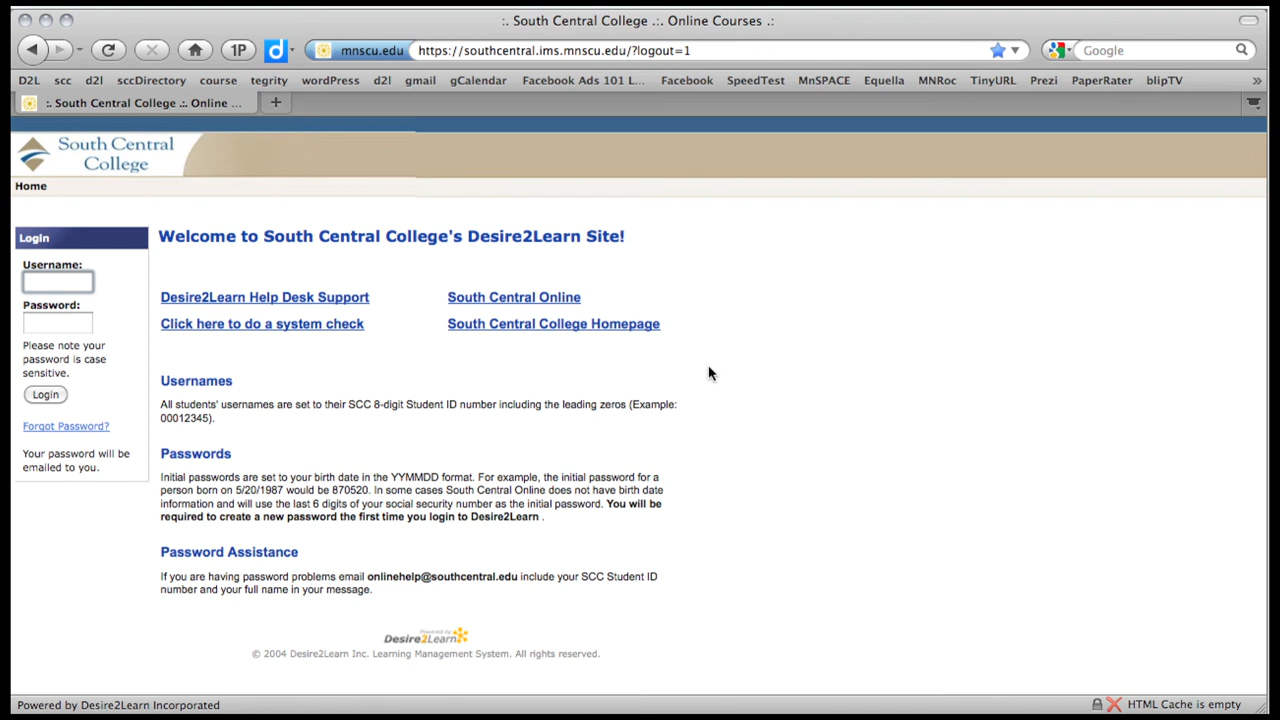 :. South Central College .:. Online Courses .:
1P
d
mnscu.edu https://southcentral.ims.mnscu.edu/?logout=1
Google
D2L scc d2l sccDirectory course tegrity wordPress d2l gmail gCalendar Facebook Ads 101 L... Facebook SpeedTest MnSPACE Equella MNRoc TinyURL Prezi PaperRater blipTV »
:. South Central College .:. Online ... +
South Central
College
Home
Login
Username:
Password:
Please note your
password is case
sensitive.
Login
Forgot Password?
Your password will be
emailed to you.
Welcome to South Central College's Desire2Learn Site!
Desire2Learn Help Desk Support South Central Online
Click here to do a system check South Central College Homepage
Usernames
All students' usernames are set to their SCC 8-digit Student ID number including the leading zeros (Example:
00012345).
Passwords
Initial passwords are set to your birth date in the YYMMDD format. For example, the initial password for a
person born on 5/20/1987 would be 870520. In some cases South Central Online does not have birth date
information and will use the last 6 digits of your social security number as the initial password. You will be
required to create a new password the first time you login to Desire2Learn .
Password Assistance
If you are having password problems email onlinehelp@southcentral.edu include your SCC Student ID
number and your full name in your message.
Powered by
Desire2Learn
© 2004 Desire2Learn Inc. Learning Management System. All rights reserved.
Powered by Desire2Learn Incorporated
HTML Cache is empty